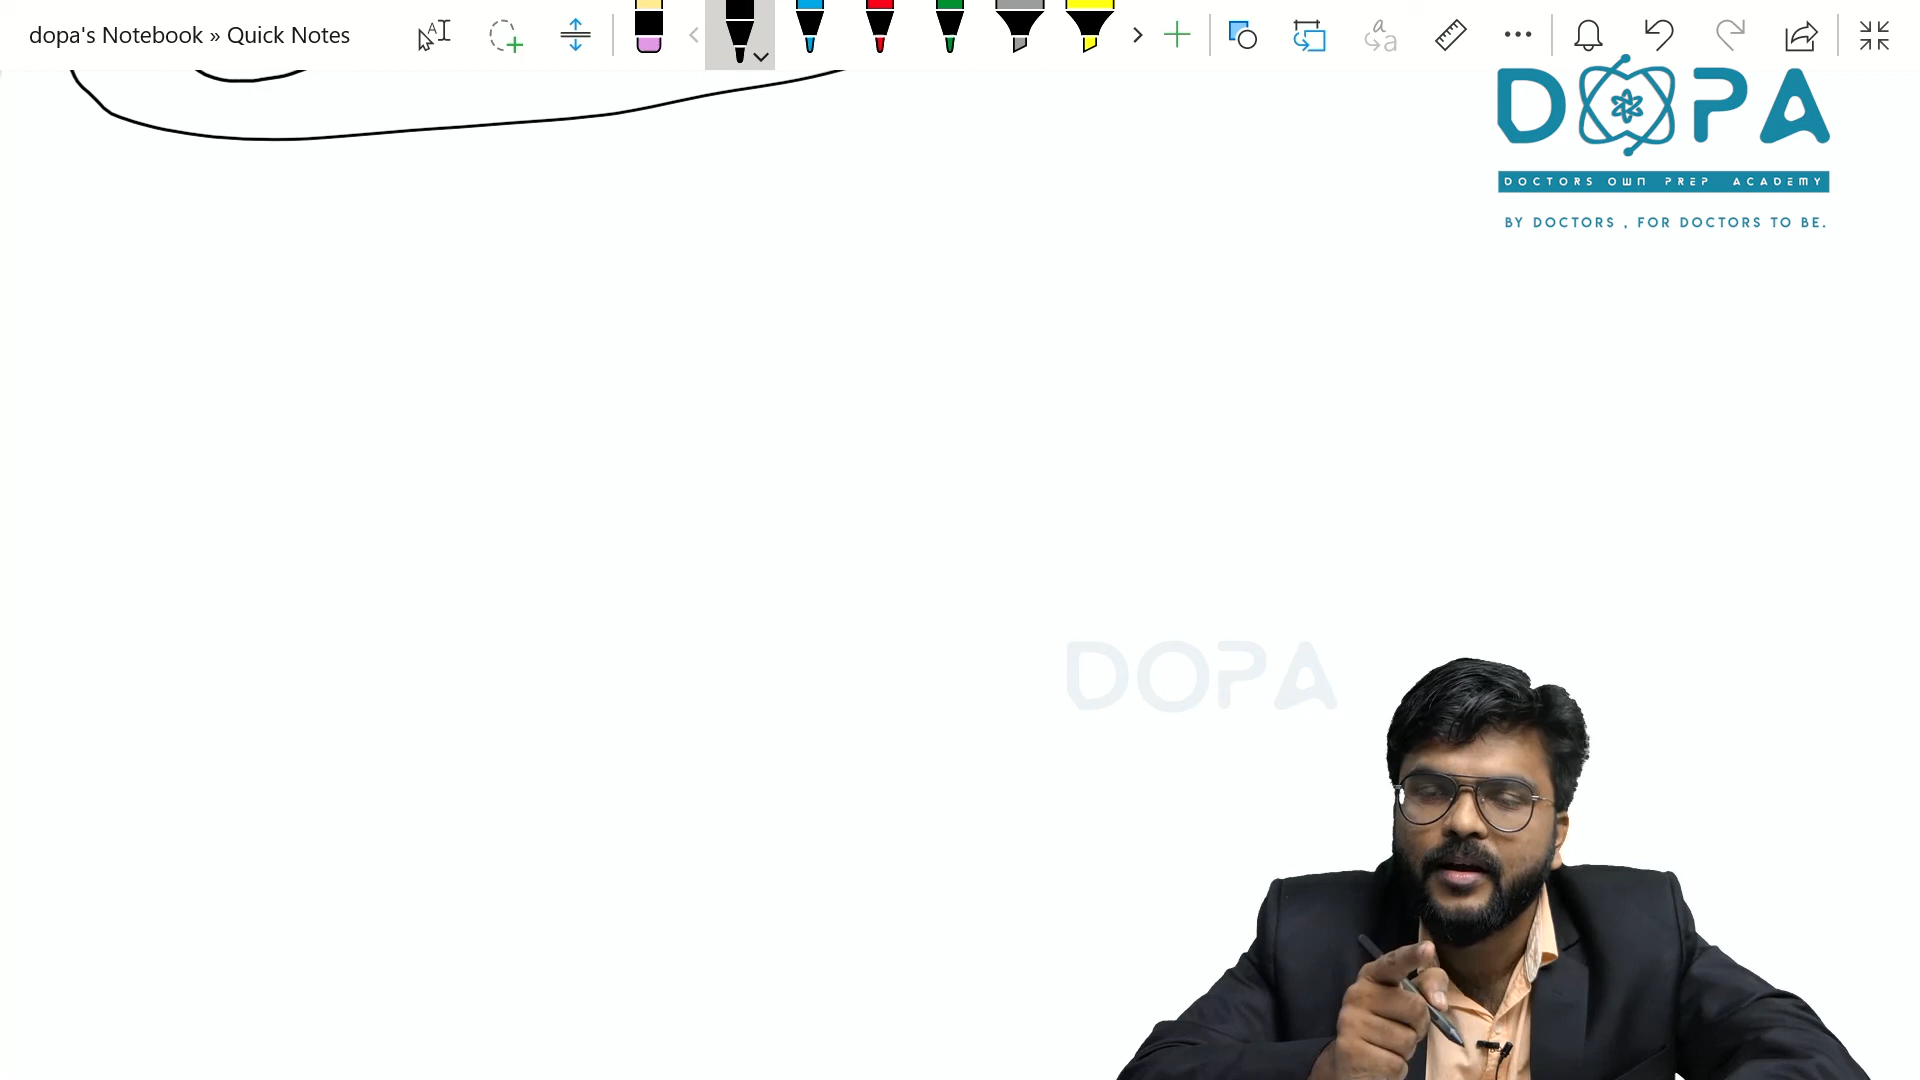 dopa's Notebook » Quick Notes
DOPA
DOCTORS OWN PREP ACADEMY
BY DOCTORS , FOR DOCTORS TO BE.
DOPA